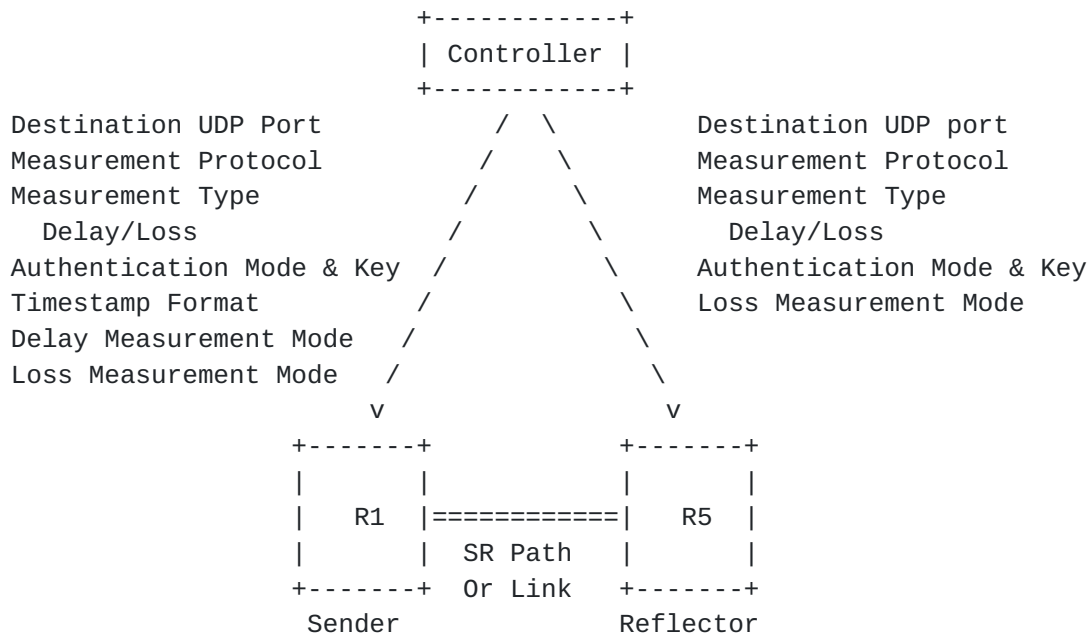 Controller
Destination UDP Port Destination UDP port
Measurement Protocol Measurement Protocol
Measurement Type Measurement Type
Delay/Loss Delay/Loss
Authentication Mode & Key Authentication Mode & Key
Timestamp Format Loss Measurement Mode
Delay Measurement Mode
Loss Measurement Mode
v v
R1 R5
SR Path
Or Link
Sender Reflector